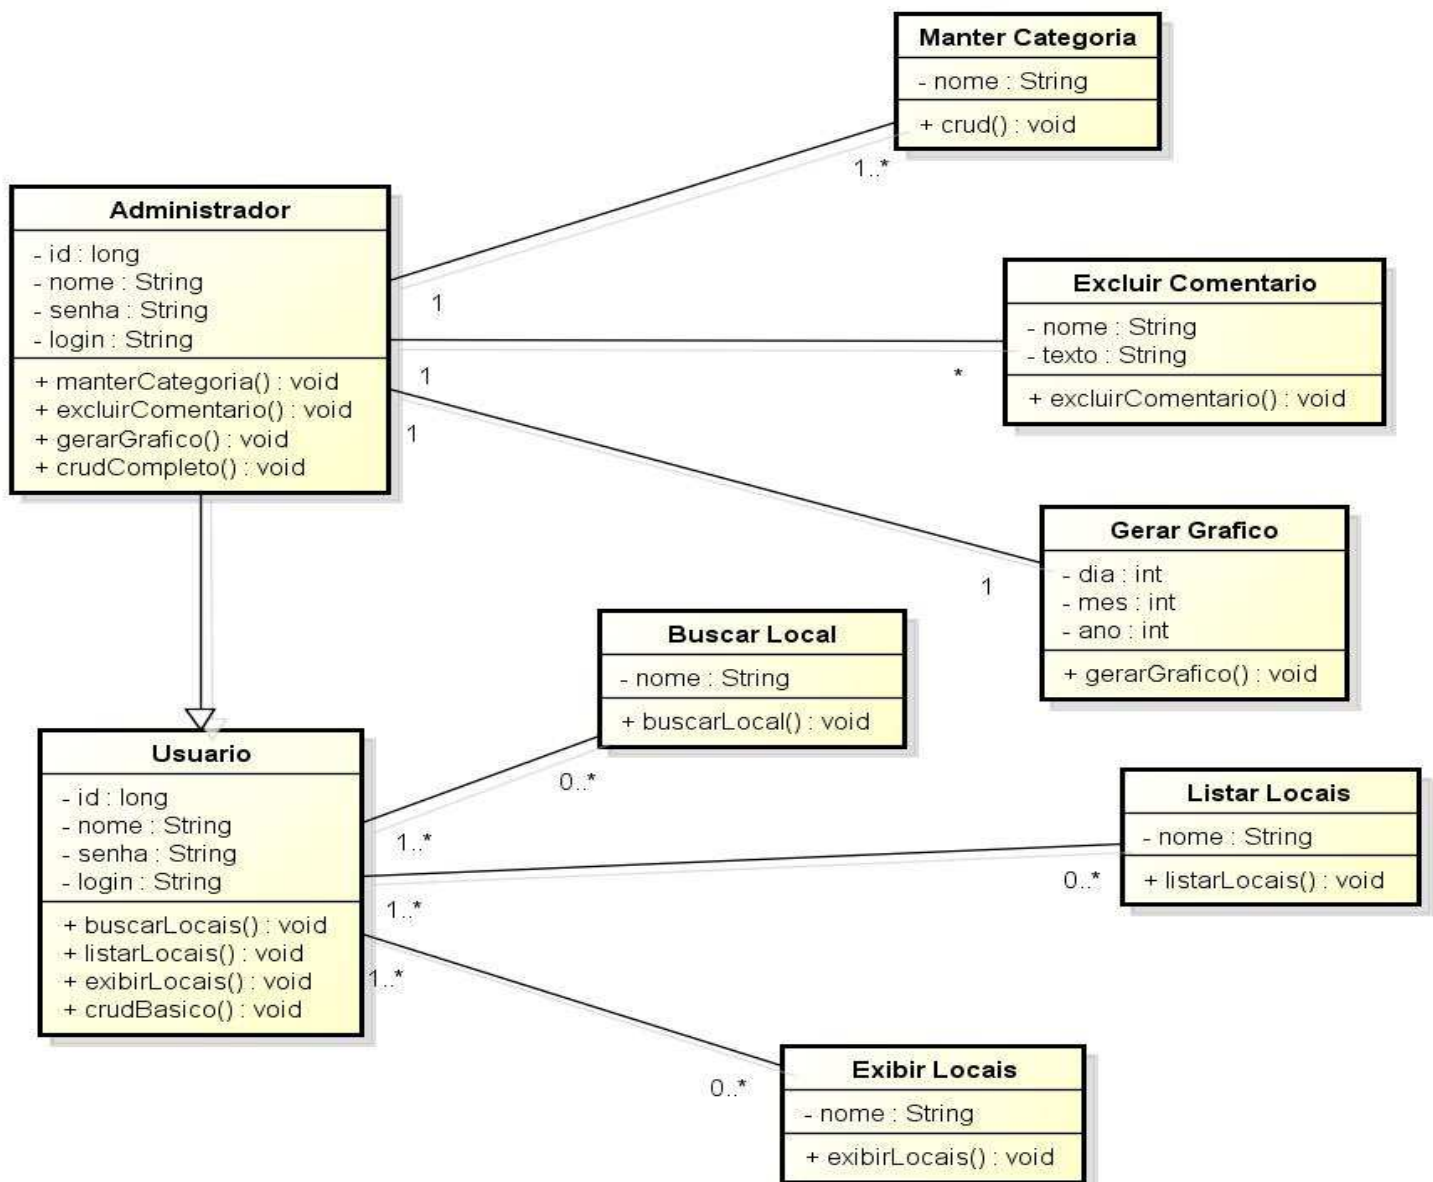 Manter Categoria
- nome : String
+ crud() : void
1..*
Administrador
- id : long
- nome : String
- senha : String
- login : String
+ manterCategoria() : void
+ excluirComentario() : void
+ gerarGrafico() : void
+ crudCompleto() : void
1
1
1
Excluir Comentario
- nome : String
- texto : String
+ excluirComentario() : void
*
Gerar Grafico
- dia : int
- mes : int
- ano : int
+ gerarGrafico() : void
1
Buscar Local
- nome : String
+ buscarLocal() : void
0..*
Usuario
- id : long
- nome : String
- senha : String
- login : String
+ buscarLocais() : void
+ listarLocais() : void
+ exibirLocais() : void
+ crudBasico() : void
1..*
1..*
1..*
Listar Locais
- nome : String
+ listarLocais() : void
0..*
Exibir Locais
- nome : String
+ exibirLocais() : void
0..*